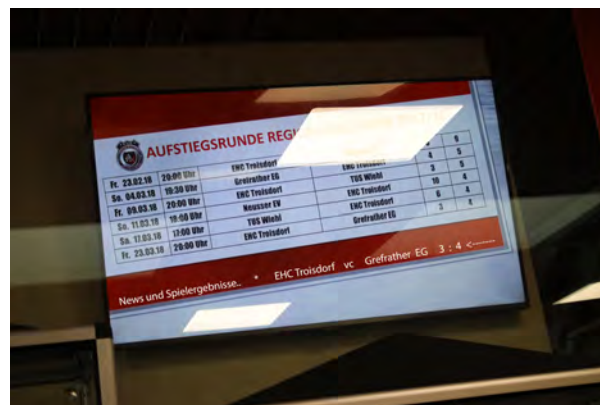 AUFSTIEGSRUNDE
Fr. 23.02.18 20:00 Uhr EHC Troisdorf 6
So. 04.03.18 19:30 Uhr Grefrather EG EHC Troisdorf 4 5
Fr. 09.03.18 20:00 Uhr EHC Troisdorf TUS Wiehl 3 5
So. 11.03.18 18:00 Uhr Neusser EV EHC Troisdorf 10 4
Sa. 17.03.18 17:00 Uhr TUS Wiehl EHC Troisdorf 6 4
Fr. 23.03.18 20:00 Uhr EHC Troisdorf Grefrather EG 3 4
News und Spielergebnisse.. * EHC Troisdorf vc Grefrather EG 3 : 4 <-------